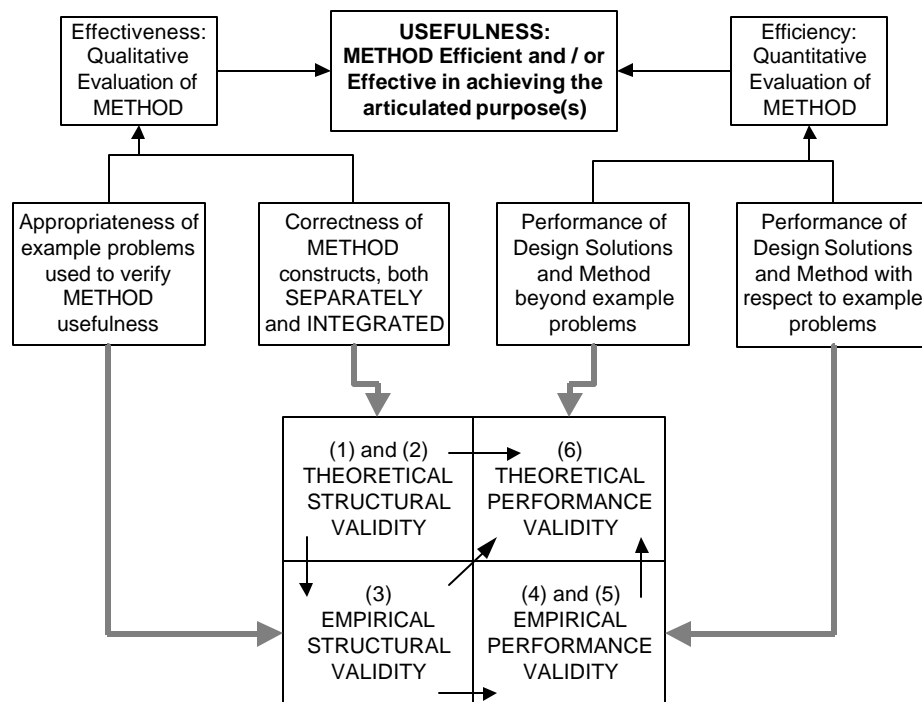 Effectiveness:
Qualitative
Evaluation of
METHOD
USEFULNESS:
METHOD Efficient and / or
Effective in achieving the
articulated purpose(s)
Efficiency:
Quantitative
Evaluation of
METHOD
Appropriateness of
example problems
used to verify
METHOD
usefulness
Correctness of
METHOD
constructs, both
SEPARATELY
and INTEGRATED
Performance of
Design Solutions
and Method
beyond example
problems
Performance of
Design Solutions
and Method with
respect to example
problems
(1) and (2)
THEORETICAL
STRUCTURAL
VALIDITY
(6)
THEORETICAL
PERFORMANCE
VALIDITY
(3)
EMPIRICAL
STRUCTURAL
VALIDITY
(4) and (5)
EMPIRICAL
PERFORMANCE
VALIDITY